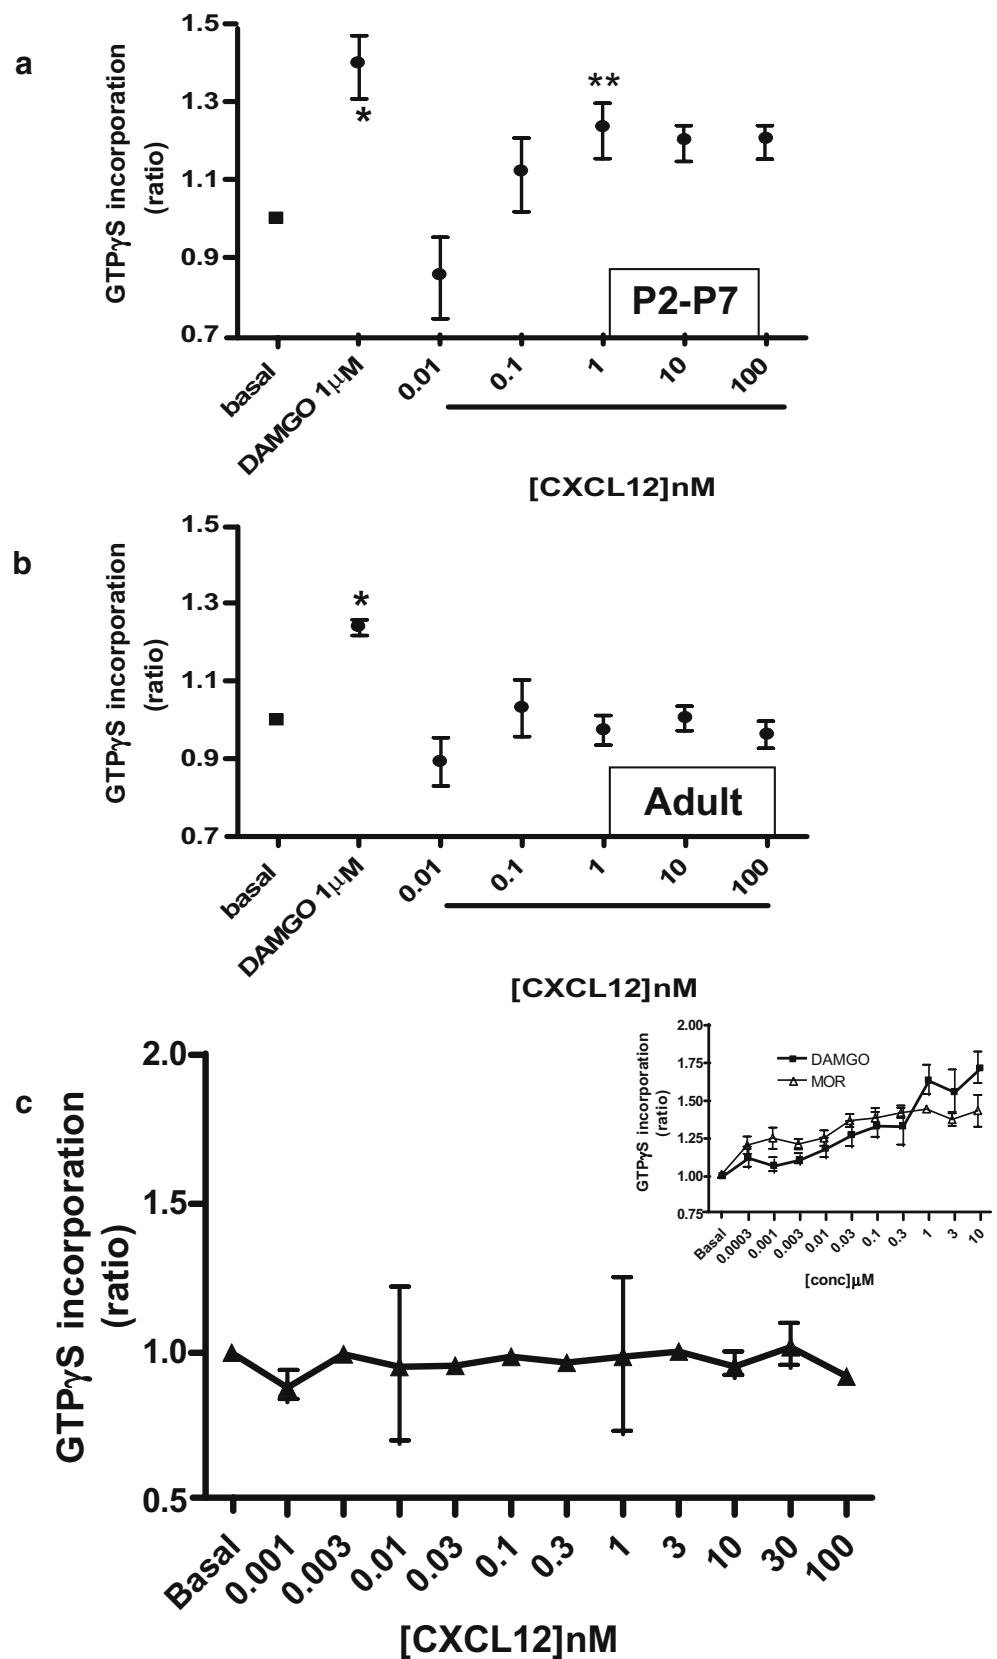 a
GTPγS incorporation
(ratio)
1.5
1.3
1.1
0.9
0.7
*
**
P2-P7
basal
DAMGO 1μM
0.01
0.1
1
10
100
[CXCL12]nM
b
GTPγS incorporation
(ratio)
1.5
1.3
1.1
0.9
0.7
*
Adult
basal
DAMGO 1μM
0.01
0.1
1
10
100
[CXCL12]nM
c
GTPγS incorporation
(ratio)
2.0
1.5
1.0
0.5
Basal
0.001
0.003
0.01
0.03
0.1
0.3
1
3
10
30
100
[CXCL12]nM
GTPγS incorporation
(ratio)
2.00
1.75
1.50
1.25
1.00
0.75
DAMGO
MOR
Basal
0.0003
0.001
0.003
0.01
0.03
0.1
0.3
1
3
10
[conc]μM